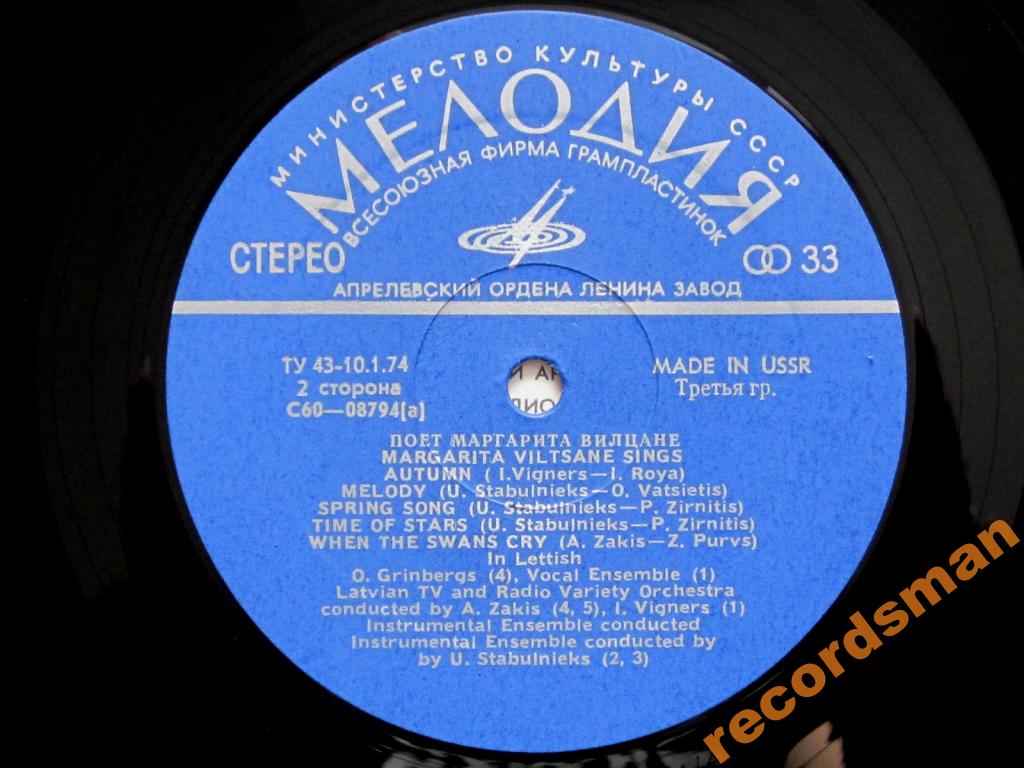 МИНИСТЕРСТВО КУЛЬТУРЫ СССР
МЕЛОДИЯ
ВСЕСОЮЗНАЯ ФИРМА ГРАМПЛАСТИНОК
СТЕРЕО
33
АПРЕЛЕВСКИЙ ОРДЕНА ЛЕНИНА ЗАВОД
ТУ 43-10.1.74
2 сторона
С60—08794[а]
MADE IN USSR
Третья гр.
ПОЕТ МАРГАРИТА ВИЛЦАНЕ
MARGARITA VILTSANE SINGS
AUTUMN ( I.Vigners—I. Roya)
MELODY (U. Stabulnieks—O. Vatsietis)
SPRING SONG (U. Stabulnieks—P. Zirnitis)
TIME OF STARS (U. Stabulnieks—P. Zirnitis)
WHEN THE SWANS CRY (A. Zakis—Z. Purvs)
In Lettish
O. Grinbergs (4), Vocal Ensemble (1)
Latvian TV and Radio Variety Orchestra
conducted by A. Zakis (4, 5), I. Vigners (1)
Instrumental Ensemble conducted
Instrumental Ensemble conducted by
by U. Stabulnieks (2, 3)
recordsman